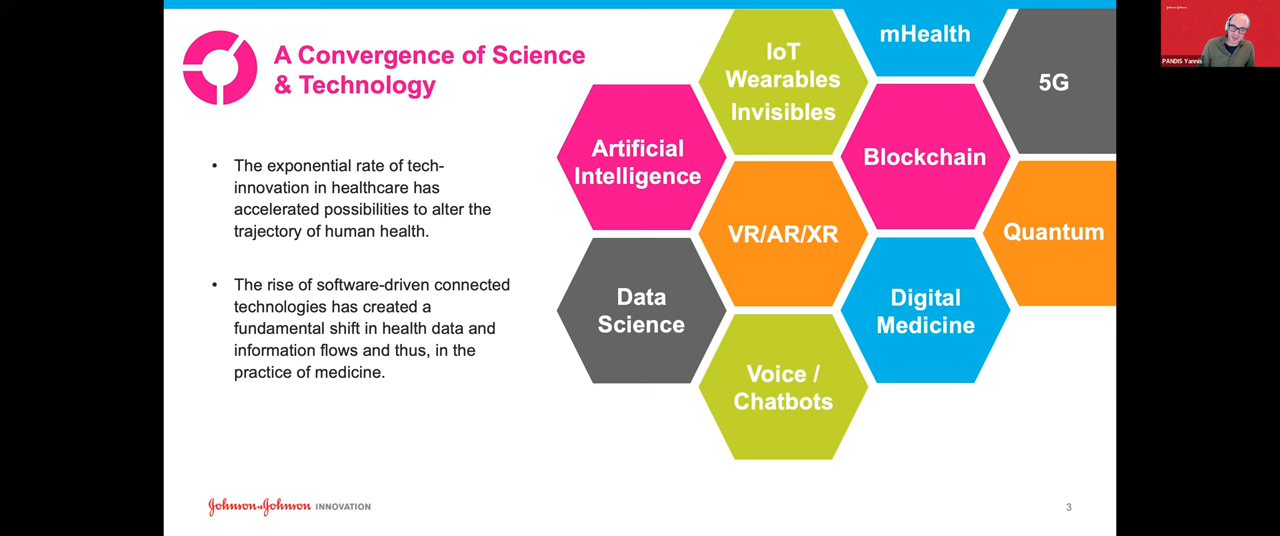 A Convergence of Science
& Technology
• The exponential rate of tech-
innovation in healthcare has
accelerated possibilities to alter the
trajectory of human health.
• The rise of software-driven connected
technologies has created a
fundamental shift in health data and
information flows and thus, in the
practice of medicine.
IoT
Wearables
Invisibles
mHealth
5G
Artificial
Intelligence
Blockchain
VR/AR/XR
Quantum
Data
Science
Digital
Medicine
Voice /
Chatbots
Johnson & Johnson INNOVATION
3
PANDIS Yannis